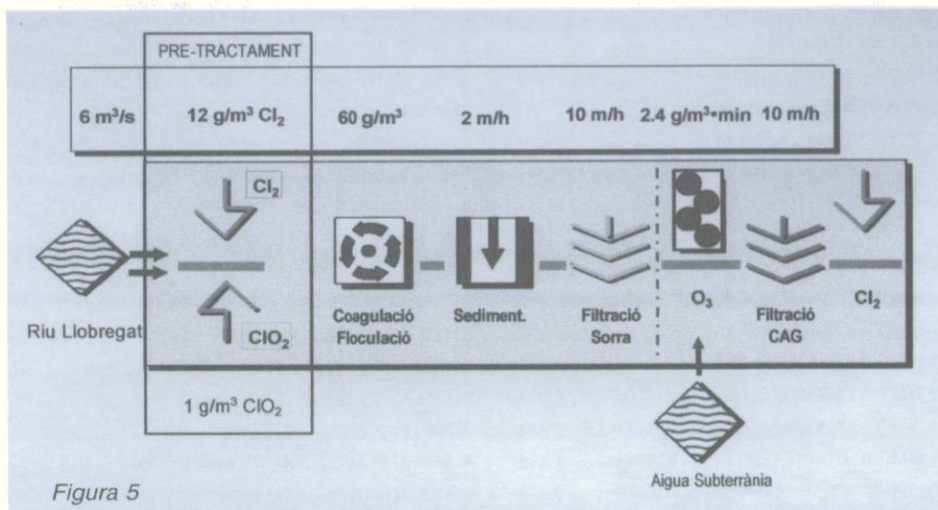 PRE-TRACTAMENT
6 m³/s 12 g/m³ Cl₂ 60 g/m³ 2 m/h 10 m/h 2.4 g/m³•min 10 m/h
Cl₂
ClO₂
Riu Llobregat
Coagulació
Floculació
Sediment.
Filtració
Sorra
O₃
Filtració
CAG
Cl₂
1 g/m³ ClO₂
Aigua Subterrània
Figura 5